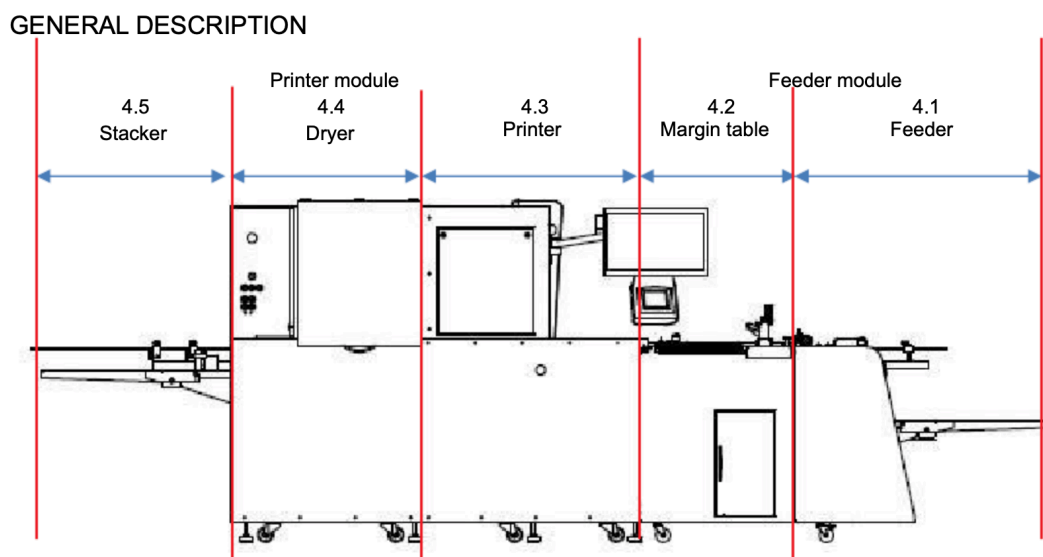 GENERAL DESCRIPTION
Printer module
Feeder module
4.5
Stacker
4.4
Dryer
4.3
Printer
4.2
Margin table
4.1
Feeder